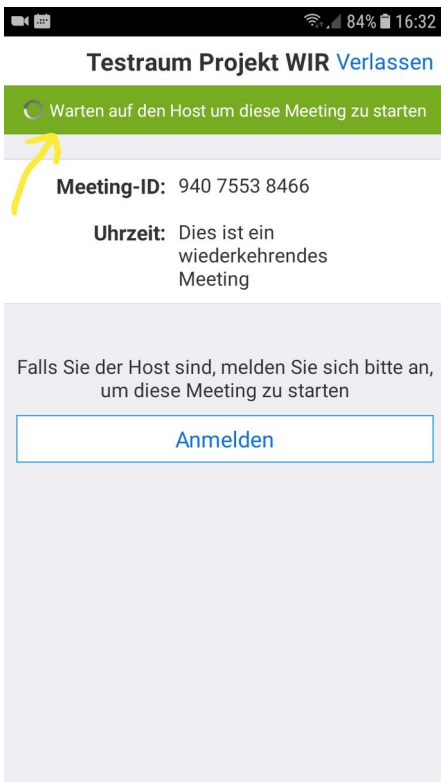 84% 16:32
Testraum Projekt WIR Verlassen
Warten auf den Host um diese Meeting zu starten
Meeting-ID: 940 7553 8466
Uhrzeit: Dies ist ein
wiederkehrendes
Meeting
Falls Sie der Host sind, melden Sie sich bitte an,
um diese Meeting zu starten
Anmelden